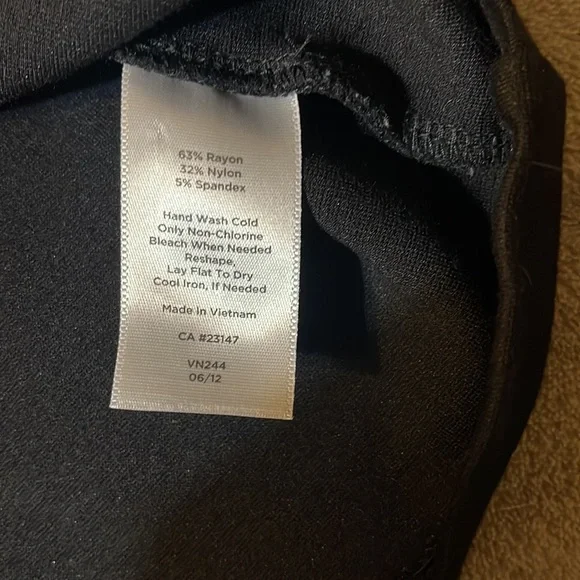 63% Rayon
32% Nylon
5% Spandex
Hand Wash Cold
Only Non-Chlorine
Bleach When Needed
Reshape,
Lay Flat To Dry
Cool Iron, If Needed
Made in Vietnam
CA #23147
VN244
06/12